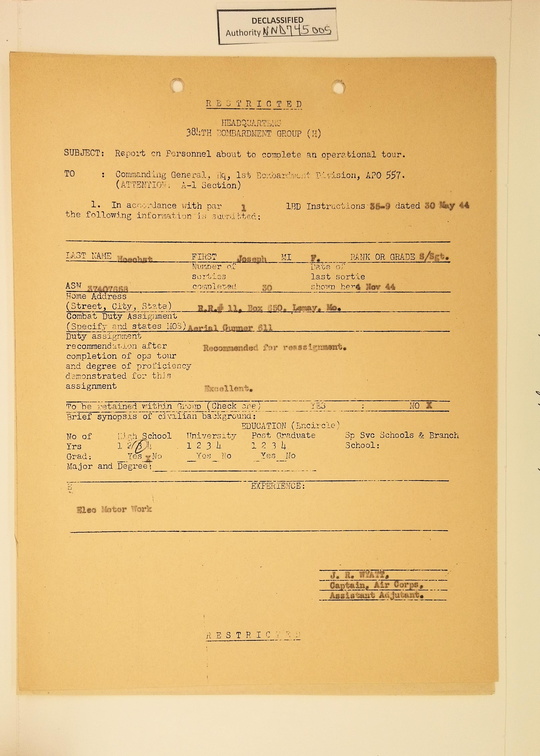 DECLASSIFIED
Authority NND745005
RESTRICTED
HEADQUARTERS
384TH BOMBARDMENT GROUP (H)
SUBJECT: Report on Personnel about to complete an operational tour.
TO : Commanding General, Hq, 1st Bombardment Division, APO 557.
(ATTENTION: A-1 Section)
1. In accordance with par 1 1BD Instructions 35-9 dated 30 May 44
the following information is submitted:
LAST NAME Hoechst FIRST Joseph MI F. RANK OR GRADE S/Sgt.
Number of Date of
sorties last sortie
ASN completed 30 shown here 4 Nov 44
Home Address
(Street, City, State) R.R.# 11, Box 850, Lemay, Mo.
Combat Duty Assignment
(Specify and states MOS) Aerial Gunner 611
Duty assignment
recommendation after Recommended for reassignment.
completion of ops tour
and degree of proficiency
demonstrated for this
assignment Excellent.
To be retained within Group (Check one) YES : NO X
Brief synopsis of civilian background:
EDUCATION (Encircle)
No of High School University Post Graduate Sp Svc Schools & Branch
Yrs 1 2 3 4 1 2 3 4 1 2 3 4 School:
Grad: Yes x No _Yes _No _Yes _No
Major and Degree:
EXPERIENCE:
Elec Motor Work
J. R. WYATT,
Captain, Air Corps,
Assistant Adjutant.
RESTRICTED